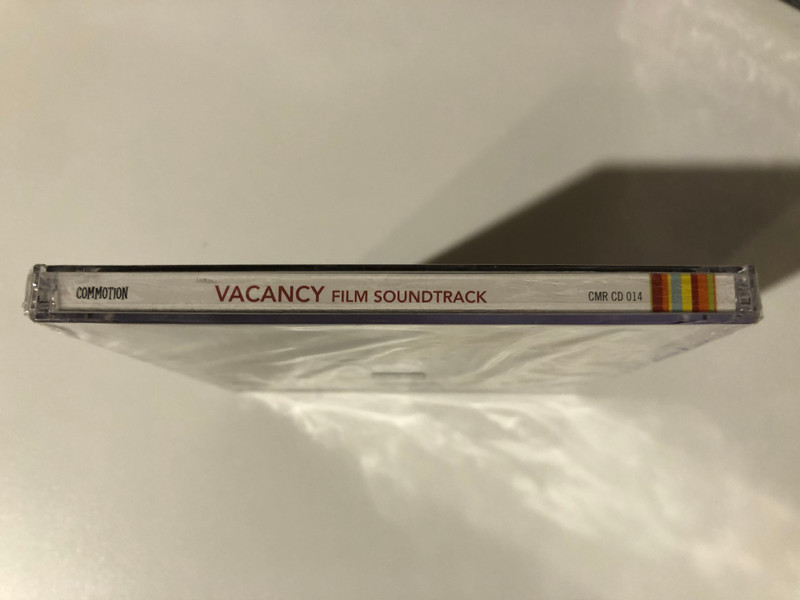 COMMOTION VACANCY FILM SOUNDTRACK CMR CD 014